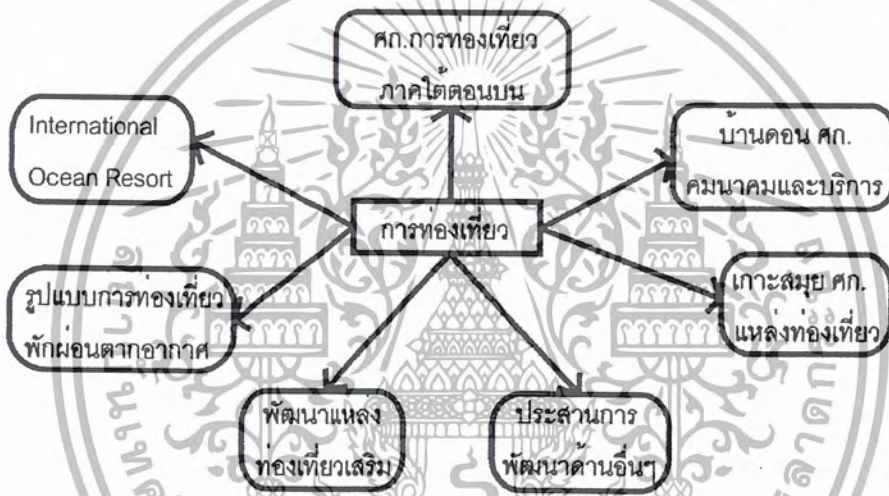 ศก.การท่องเที่ยว
ภาคใต้ตอนบน
International
Ocean Resort
บ้านดอน ศก.
คมนาคมและบริการ
การท่องเที่ยว
รูปแบบการท่องเที่ยว
พักผ่อนตากอากาศ
เกาะสมุย ศก.
แหล่งท่องเที่ยว
พัฒนาแหล่ง
ท่องเที่ยวเสริม
ประสานการ
พัฒนาด้านอื่นๆ